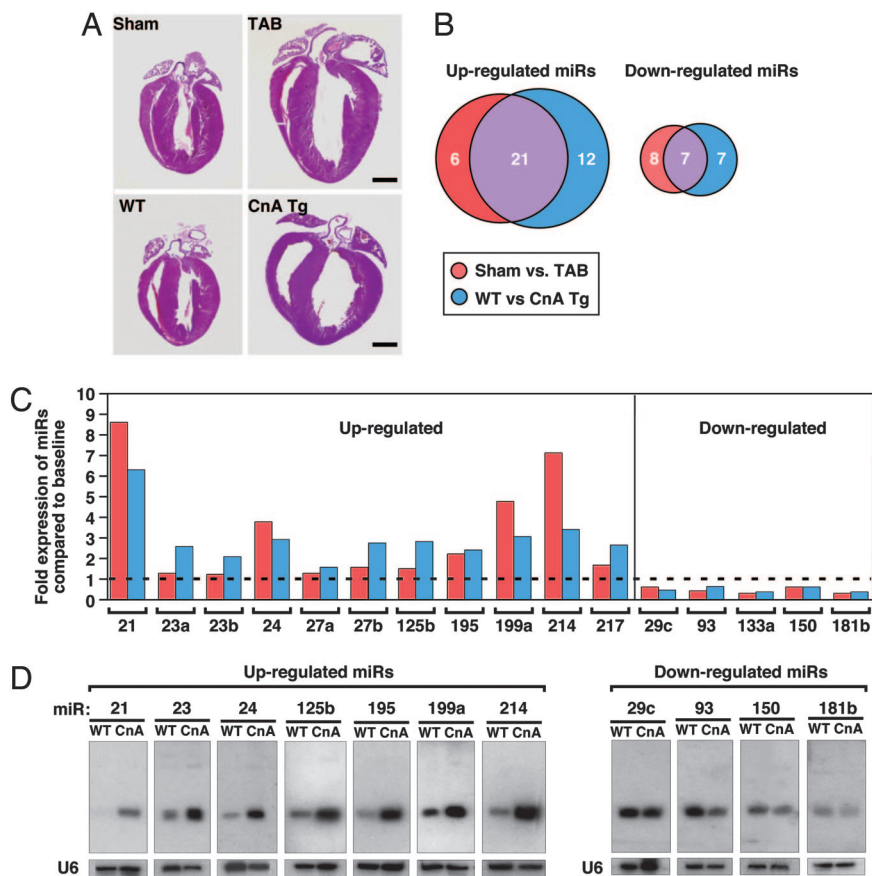 A
Sham
TAB
WT
CnA Tg
B
Up-regulated miRs
Down-regulated miRs
6
21
12
8
7
7
Sham vs. TAB
WT vs CnA Tg
C
Fold expression of miRs
compared to baseline
10
9
8
7
6
5
4
3
2
1
0
Up-regulated
Down-regulated
21 23a 23b 24 27a 27b 125b 195 199a 214 217 29c 93 133a 150 181b
D
Up-regulated miRs
miR: 21 23 24 125b 195 199a 214
WT CnA WT CnA WT CnA WT CnA WT CnA WT CnA WT CnA
U6
Down-regulated miRs
29c 93 150 181b
WT CnA WT CnA WT CnA WT CnA
U6